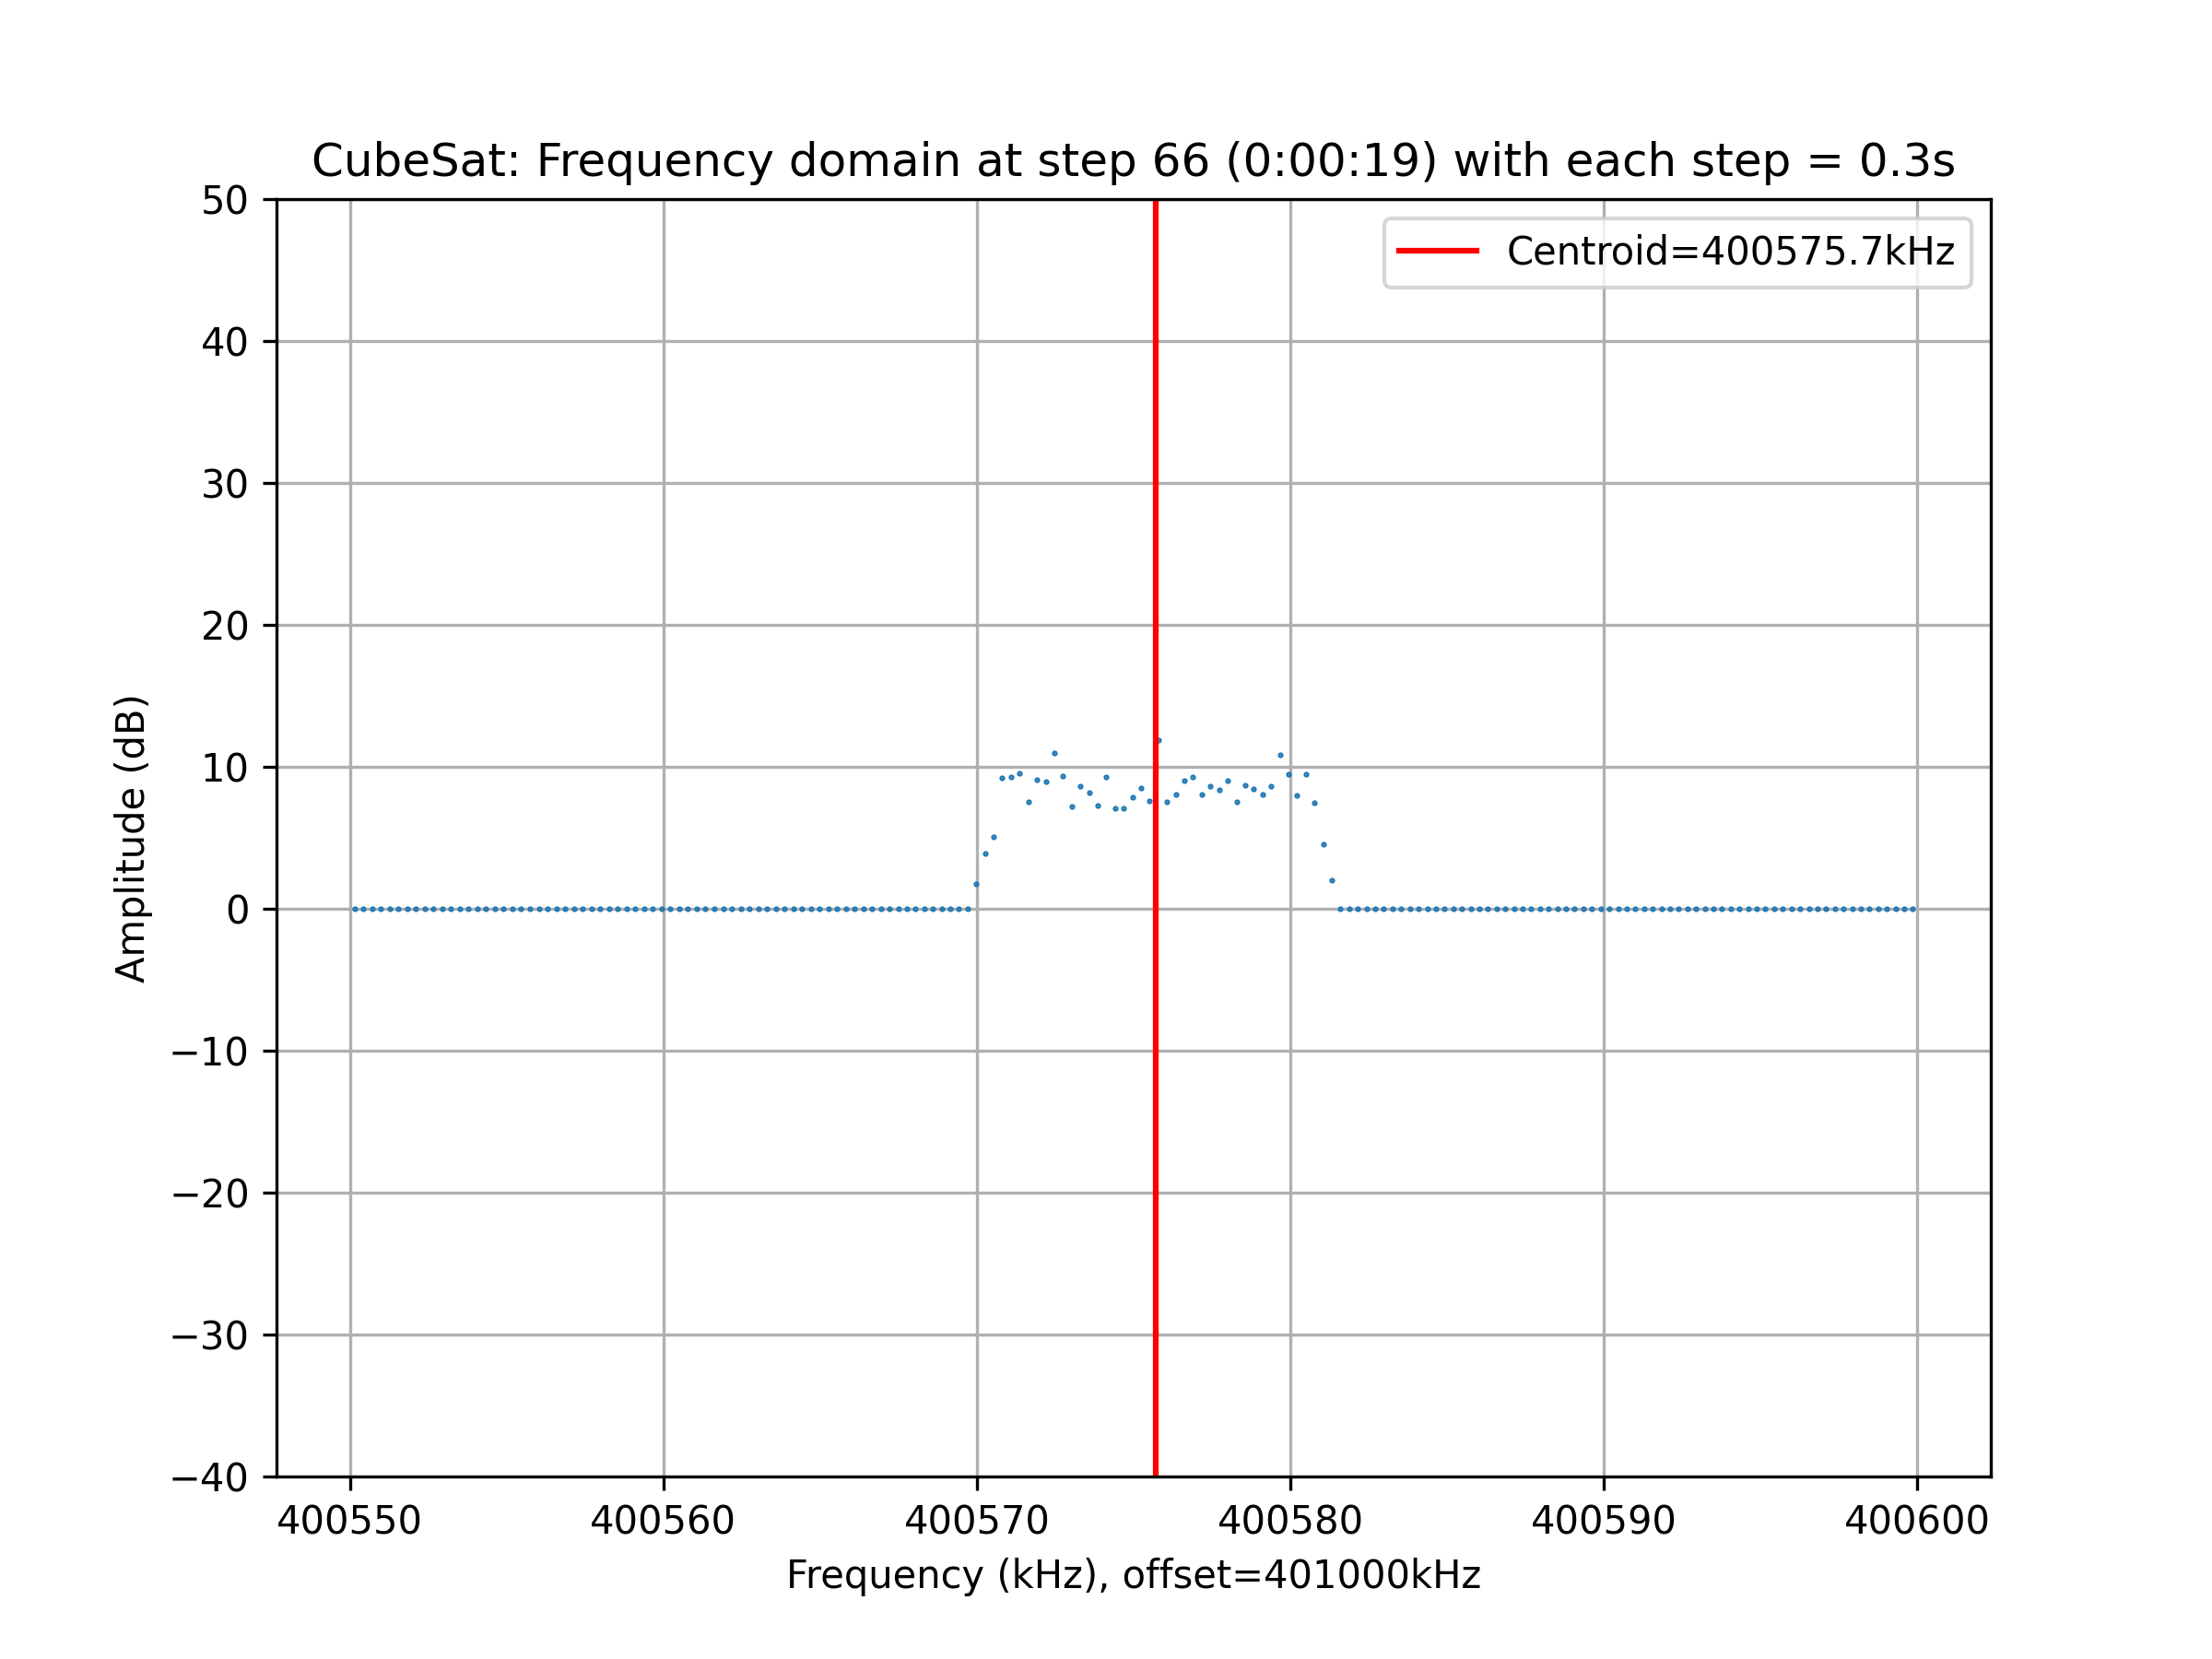 CubeSat: Frequency domain at step 66 (0:00:19) with each step = 0.3s
Centroid=400575.7kHz
50
40
30
20
10
0
−10
−20
−30
−40
Amplitude (dB)
400550 400560 400570 400580 400590 400600
Frequency (kHz), offset=401000kHz